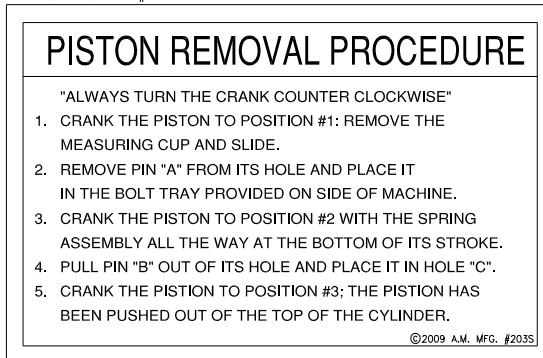 PISTON REMOVAL PROCEDURE
"ALWAYS TURN THE CRANK COUNTER CLOCKWISE"
1. CRANK THE PISTON TO POSITION #1: REMOVE THE
MEASURING CUP AND SLIDE.
2. REMOVE PIN "A" FROM ITS HOLE AND PLACE IT
IN THE BOLT TRAY PROVIDED ON SIDE OF MACHINE.
3. CRANK THE PISTON TO POSITION #2 WITH THE SPRING
ASSEMBLY ALL THE WAY AT THE BOTTOM OF ITS STROKE.
4. PULL PIN "B" OUT OF ITS HOLE AND PLACE IT IN HOLE "C".
5. CRANK THE PISTION TO POSITION #3; THE PISTION HAS
BEEN PUSHED OUT OF THE TOP OF THE CYLINDER.
©2009 A.M. MFG. #203S